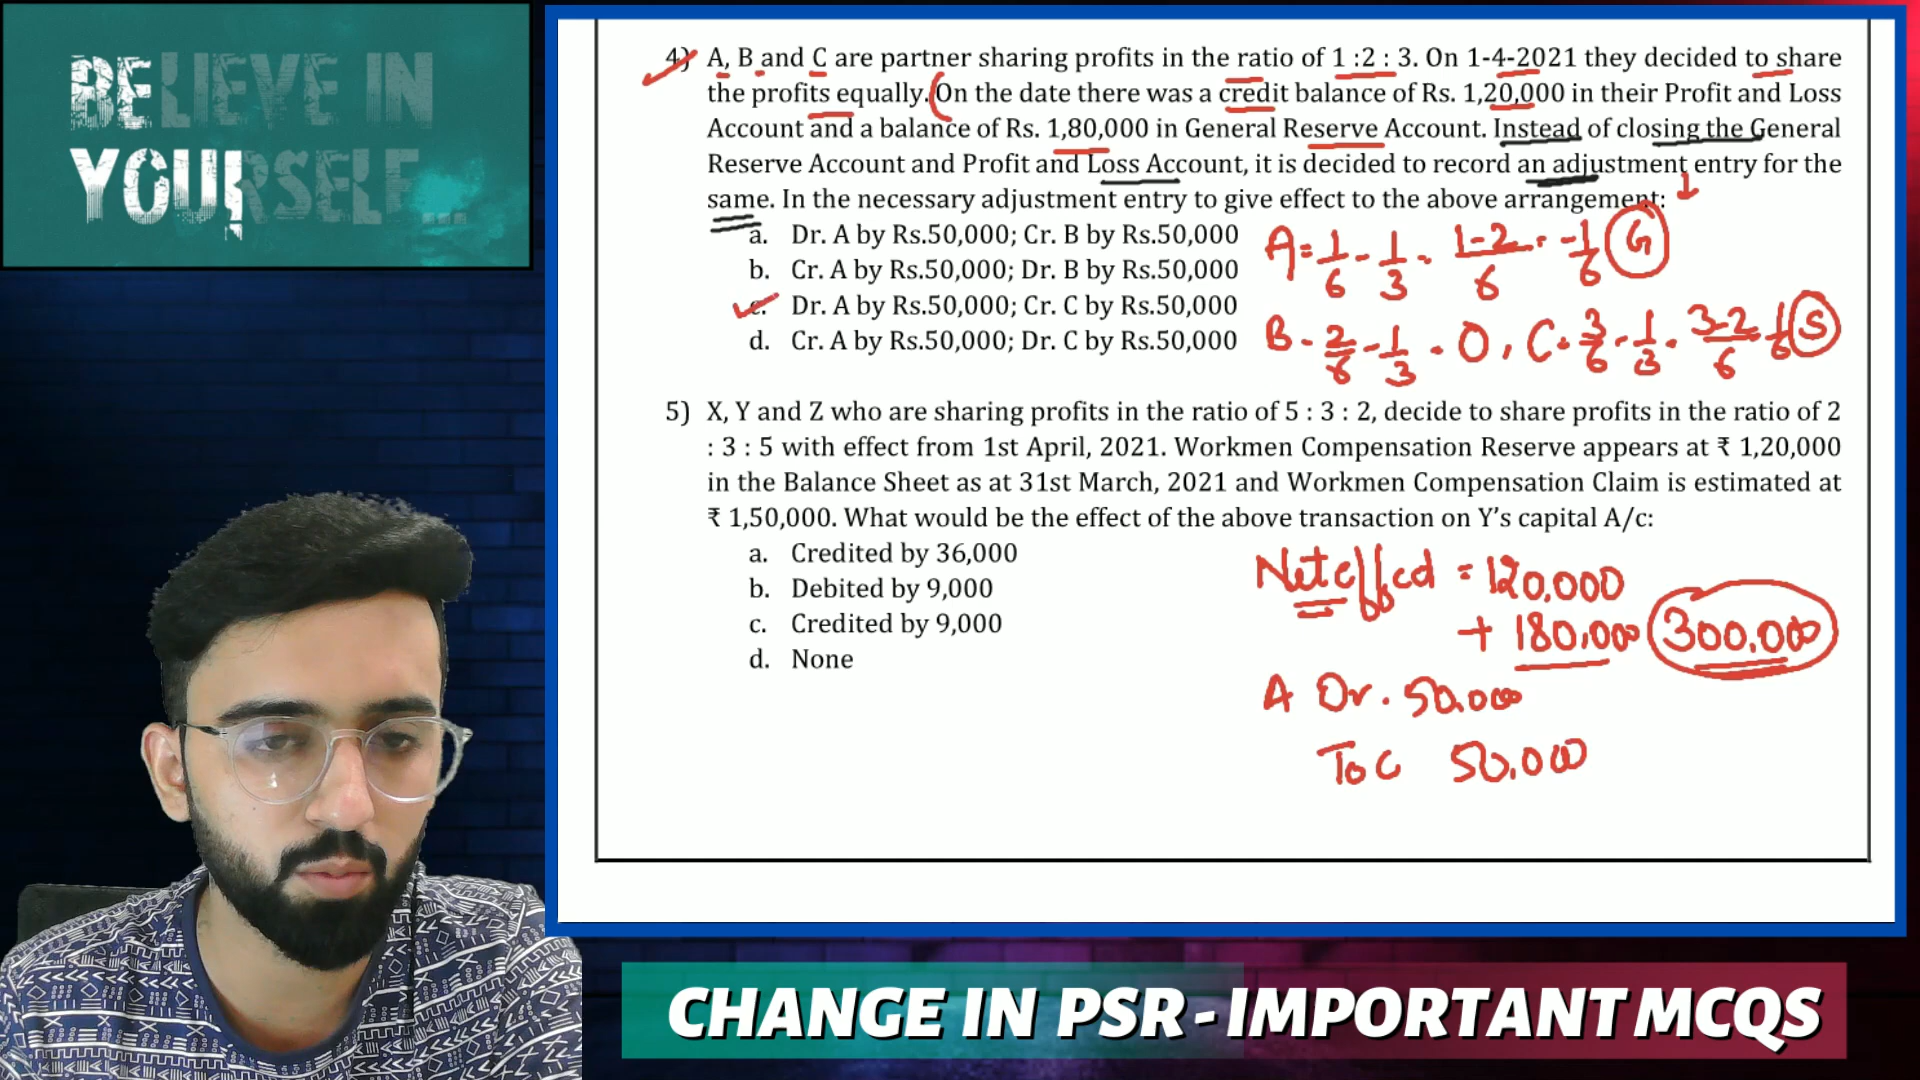 BELIEVE IN
YOURSELF...
4) A, B and C are partner sharing profits in the ratio of 1 :2 : 3. On 1-4-2021 they decided to share
the profits equally. On the date there was a credit balance of Rs. 1,20,000 in their Profit and Loss
Account and a balance of Rs. 1,80,000 in General Reserve Account. Instead of closing the General
Reserve Account and Profit and Loss Account, it is decided to record an adjustment entry for the
same. In the necessary adjustment entry to give effect to the above arrangement:
a. Dr. A by Rs.50,000; Cr. B by Rs.50,000
b. Cr. A by Rs.50,000; Dr. B by Rs.50,000
c. Dr. A by Rs.50,000; Cr. C by Rs.50,000
d. Cr. A by Rs.50,000; Dr. C by Rs.50,000
A = 1/6 - 1/3 = 1-2/6 = -1/6 G
B = 2/6 - 1/3 = 0, C = 3/6 - 1/3 = 3-2/6 = 1/6 S
5) X, Y and Z who are sharing profits in the ratio of 5 : 3 : 2, decide to share profits in the ratio of 2
: 3 : 5 with effect from 1st April, 2021. Workmen Compensation Reserve appears at ₹ 1,20,000
in the Balance Sheet as at 31st March, 2021 and Workmen Compensation Claim is estimated at
₹ 1,50,000. What would be the effect of the above transaction on Y's capital A/c:
a. Credited by 36,000
b. Debited by 9,000
c. Credited by 9,000
d. None
Net effect = 120,000
+ 180,000 300,000
A Dr. 50,000
To C 50,000
CHANGE IN PSR - IMPORTANT MCQS